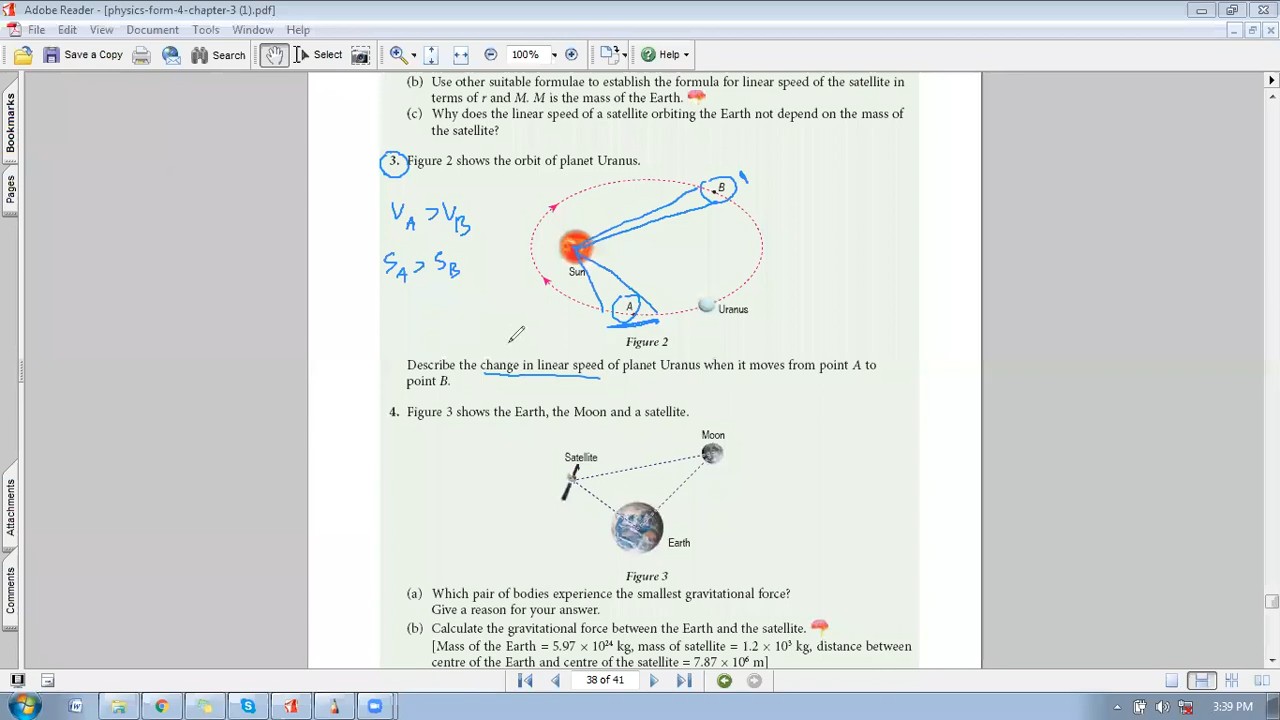 Adobe Reader - [physics-form-4-chapter-3 (1).pdf]
File Edit View Document Tools Window Help
Save a Copy Search Select 100% Help
Bookmarks
Pages
Attachments
Comments
(b) Use other suitable formulae to establish the formula for linear speed of the satellite in
terms of r and M. M is the mass of the Earth.
(c) Why does the linear speed of a satellite orbiting the Earth not depend on the mass of
the satellite?
3. Figure 2 shows the orbit of planet Uranus.
B
VA > VB
SA > SB
Sun
A
Uranus
Figure 2
Describe the change in linear speed of planet Uranus when it moves from point A to
point B.
4. Figure 3 shows the Earth, the Moon and a satellite.
Moon
Satellite
Earth
Figure 3
(a) Which pair of bodies experience the smallest gravitational force?
Give a reason for your answer.
(b) Calculate the gravitational force between the Earth and the satellite.
[Mass of the Earth = 5.97 × 10²⁴ kg, mass of satellite = 1.2 × 10³ kg, distance between
centre of the Earth and centre of the satellite = 7.87 × 10⁶ m]
38 of 41
3:39 PM